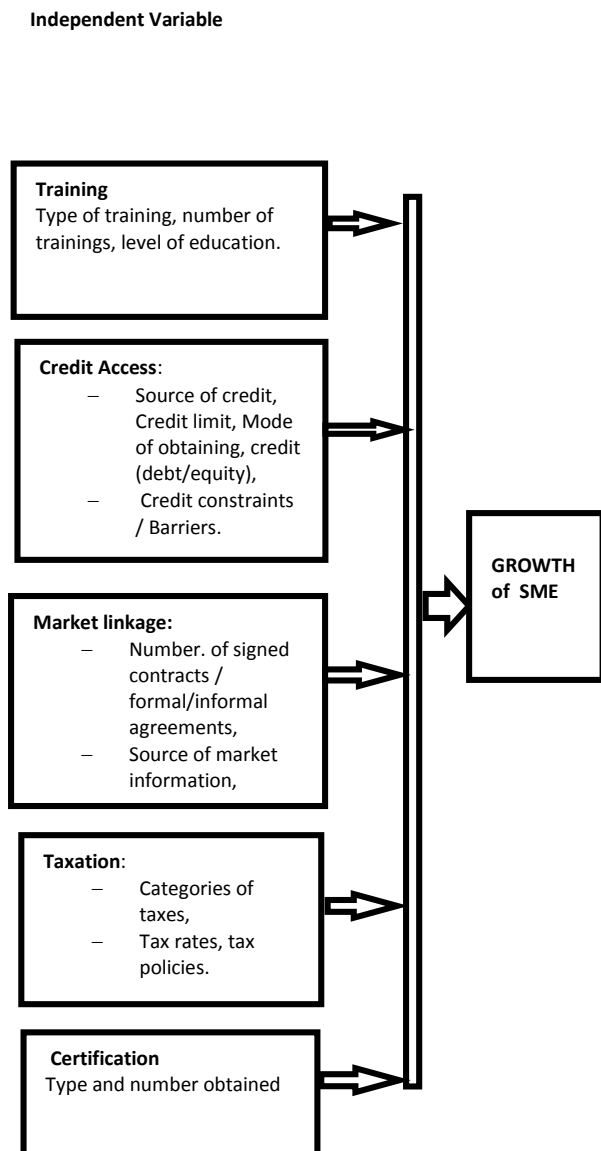 Independent Variable
Training
Type of training, number of
trainings, level of education.
Credit Access:
– Source of credit,
Credit limit, Mode
of obtaining, credit
(debt/equity),
– Credit constraints
/ Barriers.
Market linkage:
– Number. of signed
contracts /
formal/informal
agreements,
– Source of market
information,
Taxation:
– Categories of
taxes,
– Tax rates, tax
policies.
Certification
Type and number obtained
GROWTH
of SME